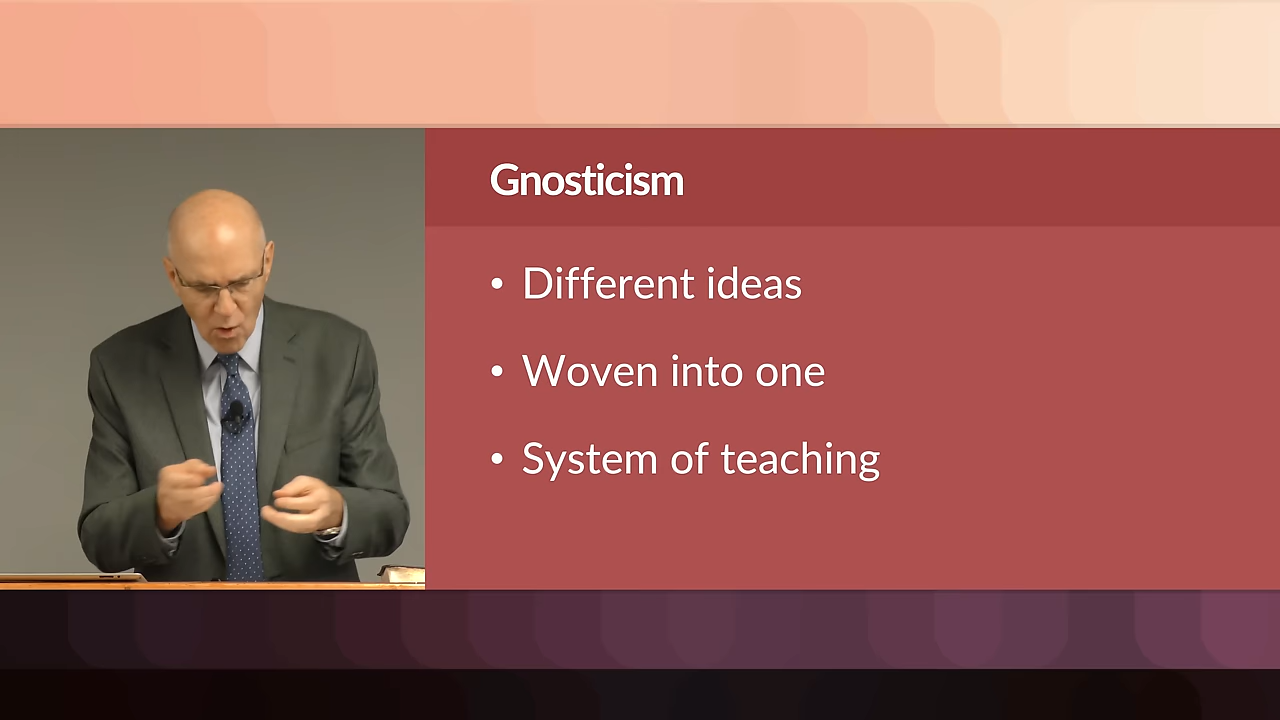 Gnosticism
• Different ideas
• Woven into one
• System of teaching